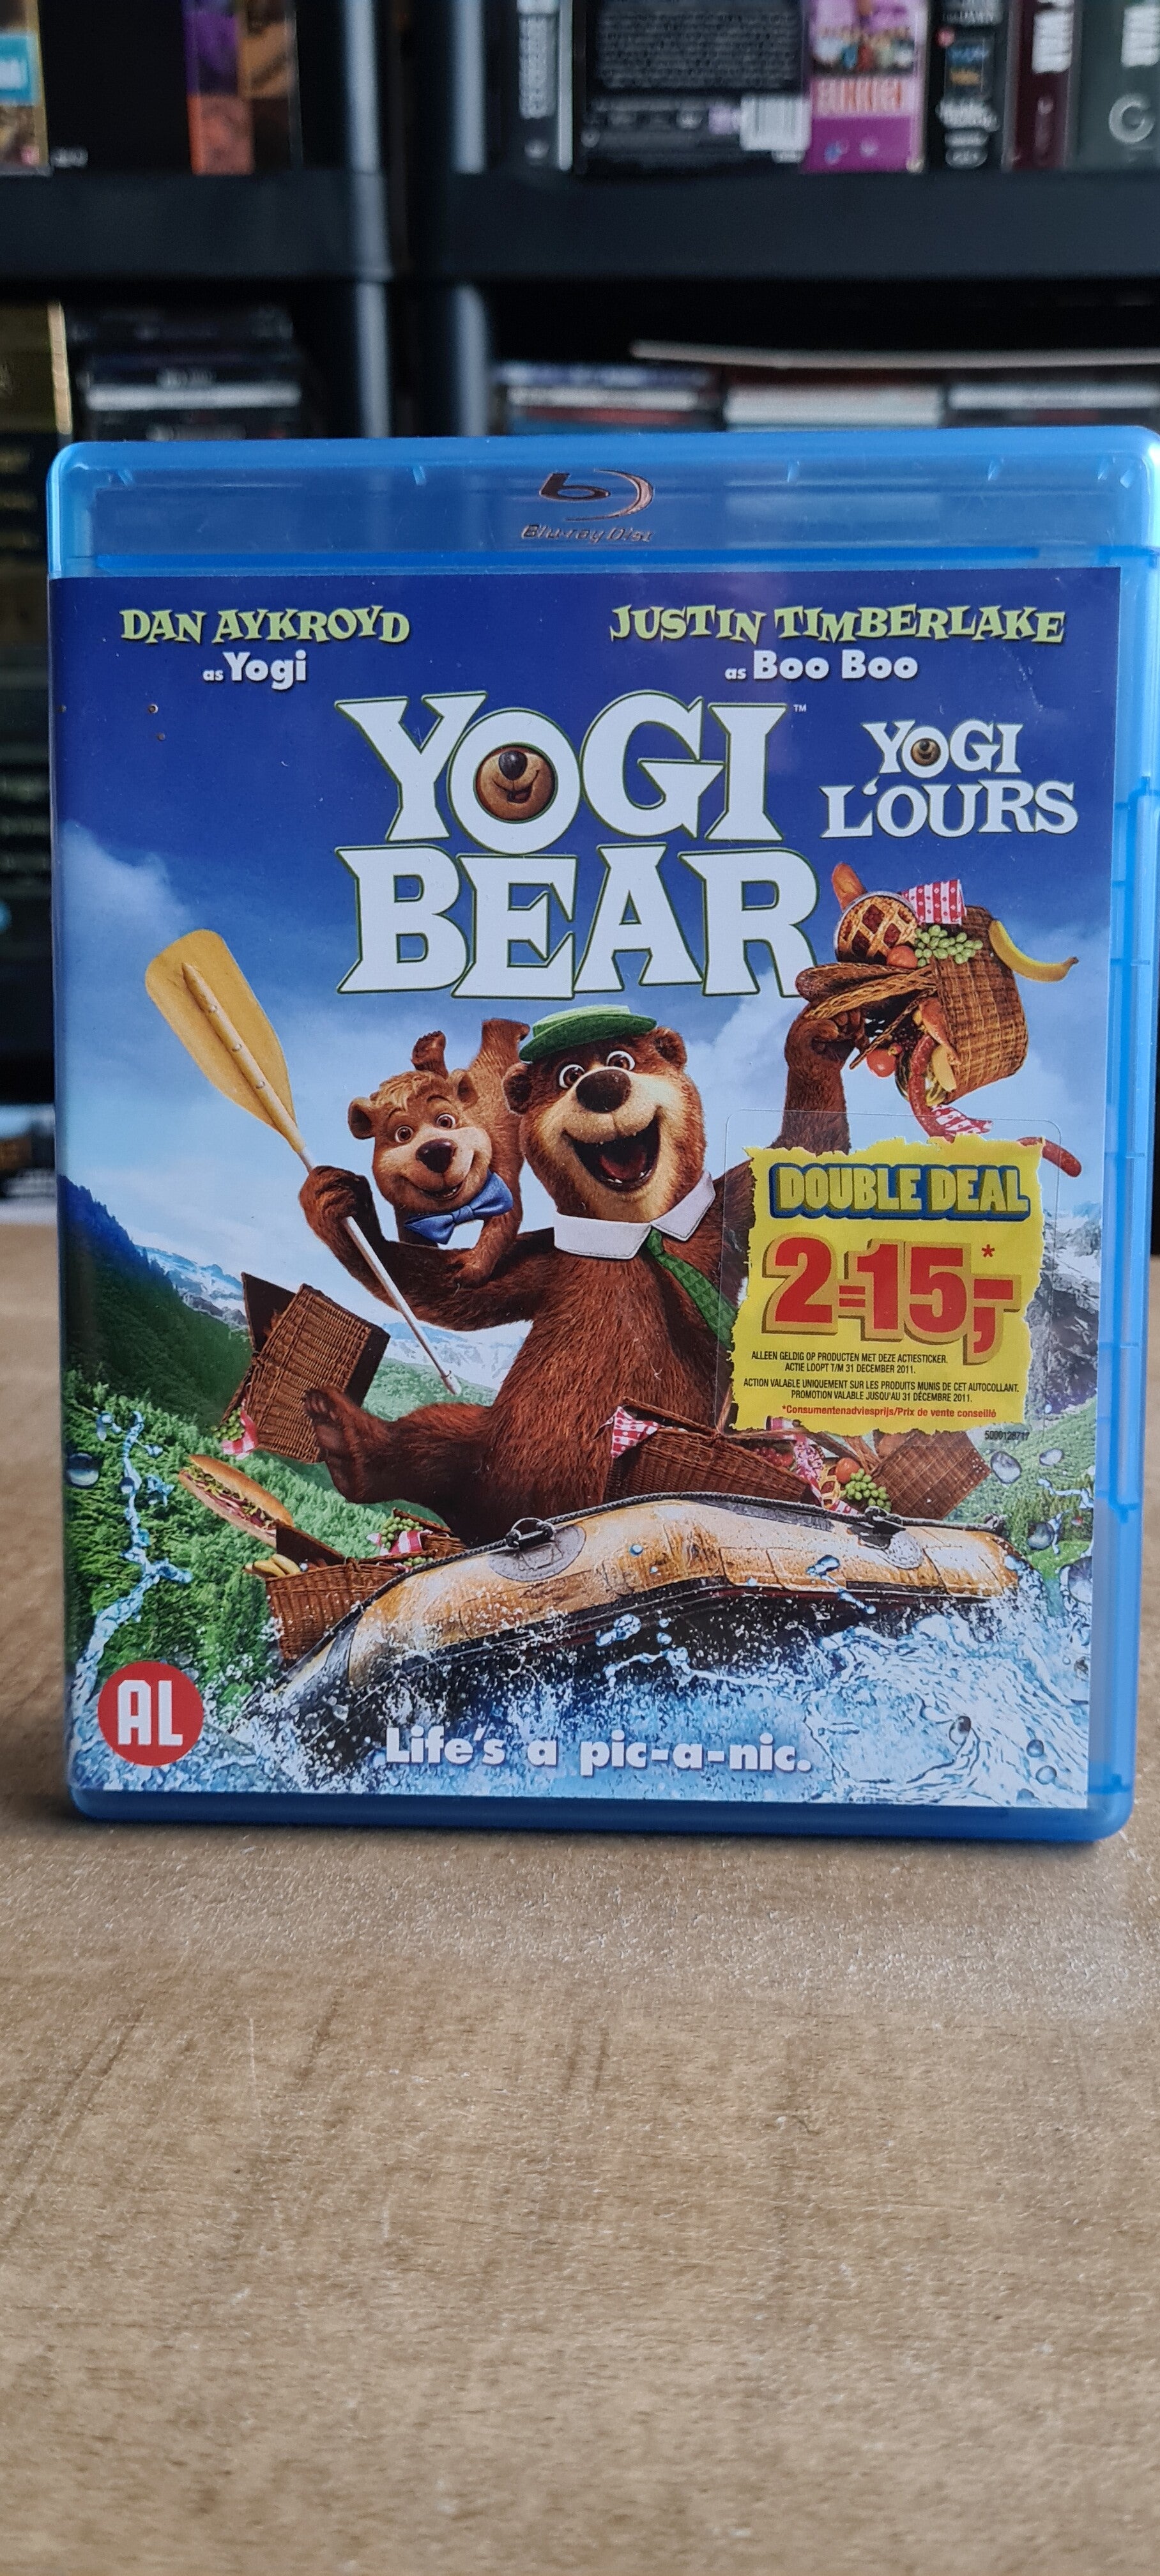 Blu-ray Disc
DAN AYKROYD
as Yogi
JUSTIN TIMBERLAKE
as Boo Boo
YOGI
BEAR
™
YOGI
L'OURS
DOUBLE DEAL
2=15,-*
ALLEEN GELDIG OP PRODUCTEN MET DEZE ACTIESTICKER.
ACTIE LOOPT T/M 31 DECEMBER 2011.
ACTION VALABLE UNIQUEMENT SUR LES PRODUITS MUNIS DE CET AUTOCOLLANT.
PROMOTION VALABLE JUSQU'AU 31 DÉCEMBRE 2011.
*Consumentenadviesprijs/Prix de vente conseillé
AL
Life's a pic-a-nic.